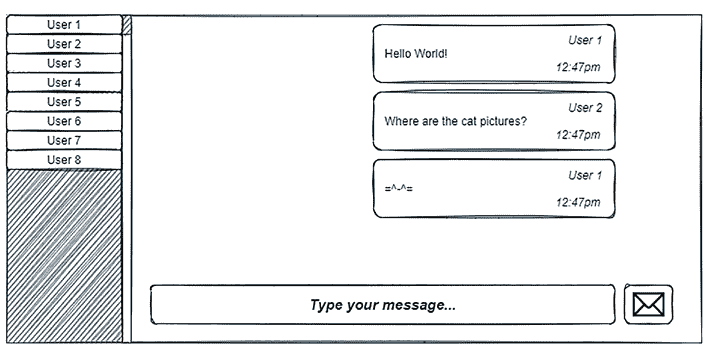 User 1
User 2
User 3
User 4
User 5
User 6
User 7
User 8
Hello World!
User 1
12:47pm
Where are the cat pictures?
User 2
12:47pm
=^-^=
User 1
12:47pm
Type your message...